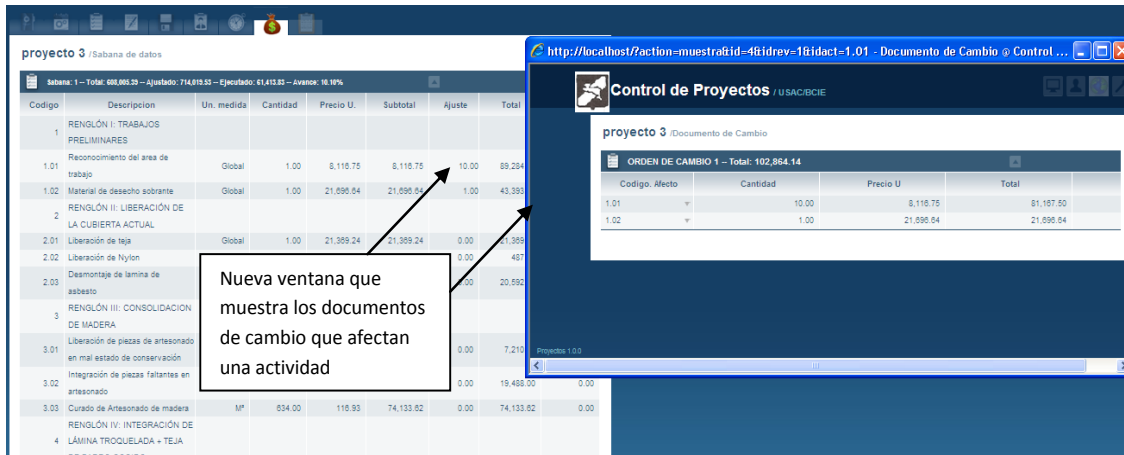 proyecto 3 /Sabana de datos
Sabana: 1 -- Total: 608,005.39 -- Ajustado: 714,019.53 -- Ejecutado: 61,413.83 -- Avance: 10.10%
Codigo Descripcion Un. medida Cantidad Precio U. Subtotal Ajuste Total
1 RENGLÓN I: TRABAJOS
PRELIMINARES
1.01 Reconocimiento del area de
trabajo Global 1.00 8,116.75 8,116.75 10.00 89,284
1.02 Material de desecho sobrante Global 1.00 21,696.64 21,696.64 1.00 43,393
2 RENGLÓN II: LIBERACIÓN DE
LA CUBIERTA ACTUAL
2.01 Liberación de teja Global 1.00 21,369.24 21,369.24 0.00 21,369
2.02 Liberación de Nylon 0.00 487
2.03 Desmontaje de lamina de
asbesto 20,592
3 RENGLÓN III: CONSOLIDACION
DE MADERA
3.01 Liberación de piezas de artesonado
en mal estado de conservación 0.00 7,210
3.02 Integración de piezas faltantes en
artesonado 0.00 19,488.00 0.00
3.03 Curado de Artesonado de madera M² 634.00 116.93 74,133.62 0.00 74,133.62 0.00
4 RENGLÓN IV: INTEGRACIÓN DE
LÁMINA TROQUELADA + TEJA
Nueva ventana que
muestra los documentos
de cambio que afectan
una actividad
http://localhost/?action=muestra&id=4&idrev=1&idact=1.01 - Documento de Cambio @ Control ...
Control de Proyectos / USAC/BCIE
proyecto 3 /Documento de Cambio
ORDEN DE CAMBIO 1 -- Total: 102,864.14
Codigo. Afecto Cantidad Precio U Total
1.01 10.00 8,116.75 81,167.50
1.02 1.00 21,696.64 21,696.64
Proyectos 1.0.0